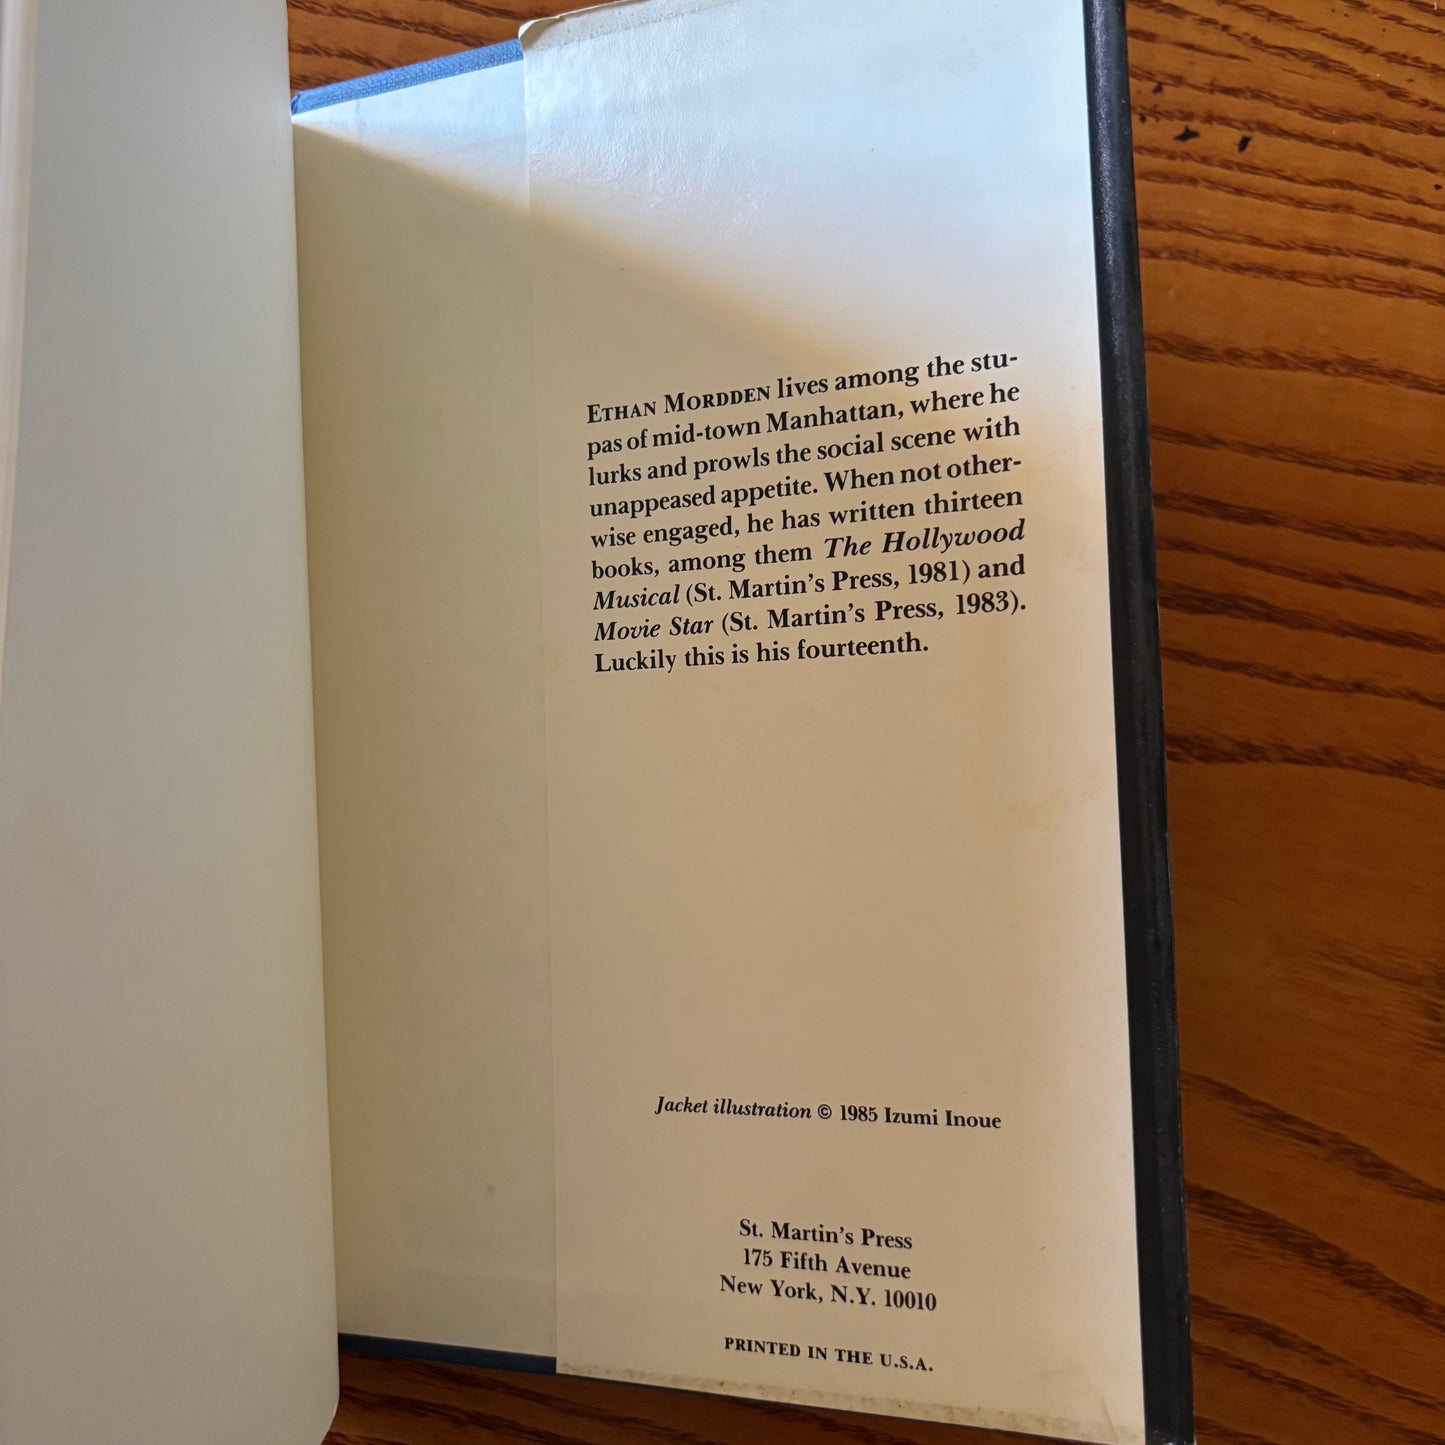 ETHAN MORDDEN lives among the stu-
pas of mid-town Manhattan, where he
lurks and prowls the social scene with
unappeased appetite. When not other-
wise engaged, he has written thirteen
books, among them The Hollywood
Musical (St. Martin's Press, 1981) and
Movie Star (St. Martin's Press, 1983).
Luckily this is his fourteenth.
Jacket illustration © 1985 Izumi Inoue
St. Martin's Press
175 Fifth Avenue
New York, N.Y. 10010
PRINTED IN THE U.S.A.